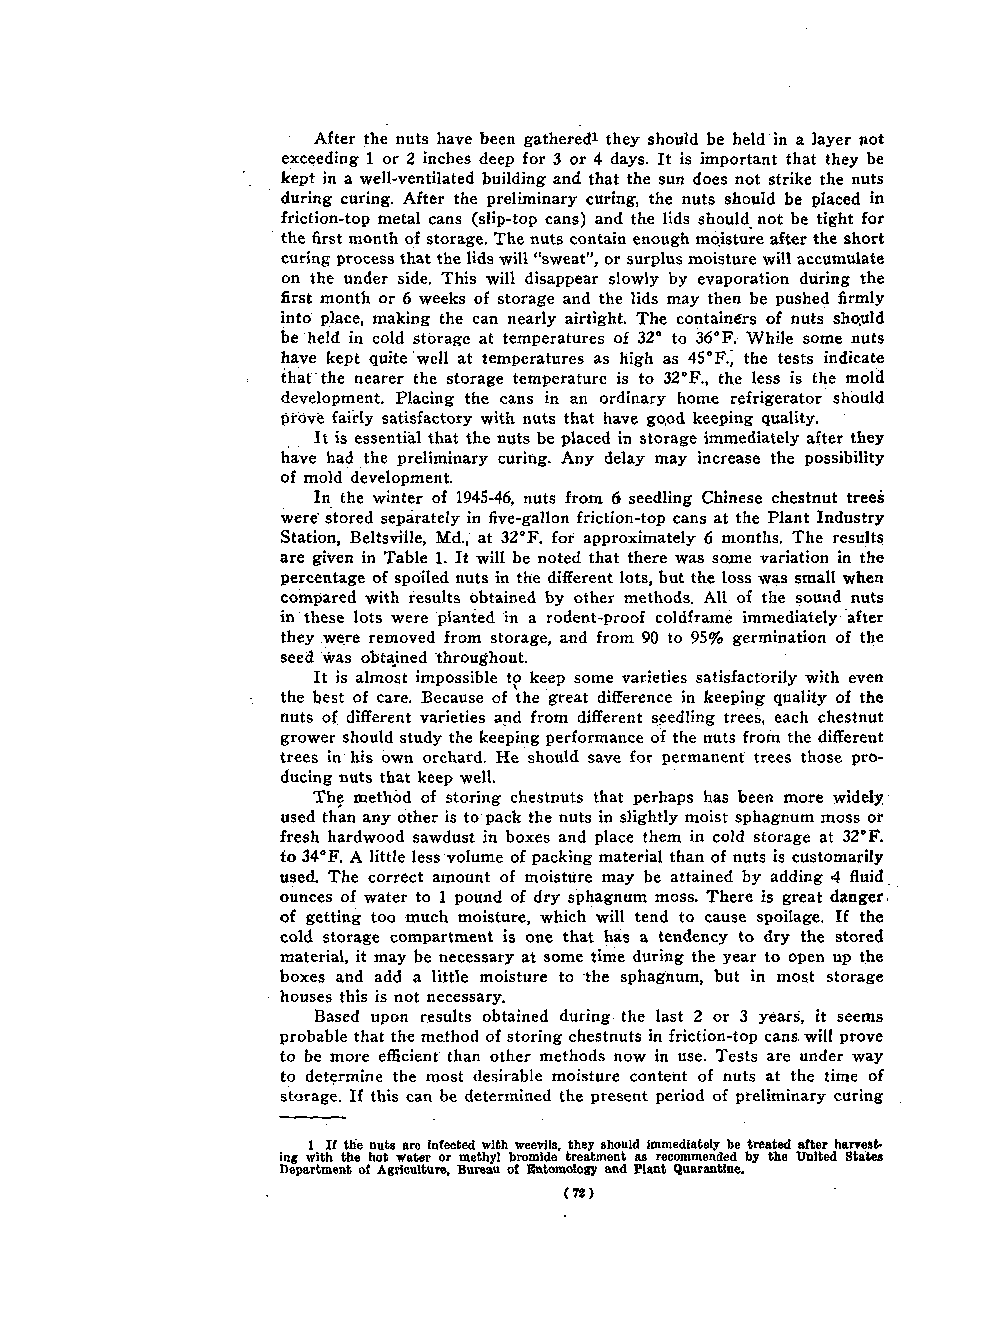 After the nuts have been gathered1 they should be held in a layer not
exceeding 1 or 2 inches deep for 3 or 4 days. It is important that they be
kept in a well-ventilated building and that the sun does not strike the nuts
during curing. After the preliminary curing, the nuts should be placed in
friction-top metal cans (slip-top cans) and the lids should not be tight for
the first month of storage. The nuts contain enough moisture after the short
curing process that the lids will "sweat", or surplus moisture will accumulate
on the under side. This will disappear slowly by evaporation during the
first month or 6 weeks of storage and the lids may then be pushed firmly
into place, making the can nearly airtight. The containers of nuts should
be held in cold storage at temperatures of 32° to 36°F. While some nuts
have kept quite well at temperatures as high as 45°F., the tests indicate
that the nearer the storage temperature is to 32°F., the less is the mold
development. Placing the cans in an ordinary home refrigerator should
prove fairly satisfactory with nuts that have good keeping quality.
It is essential that the nuts be placed in storage immediately after they
have had the preliminary curing. Any delay may increase the possibility
of mold development.
In the winter of 1945-46, nuts from 6 seedling Chinese chestnut trees
were stored separately in five-gallon friction-top cans at the Plant Industry
Station, Beltsville, Md., at 32°F. for approximately 6 months. The results
are given in Table 1. It will be noted that there was some variation in the
percentage of spoiled nuts in the different lots, but the loss was small when
compared with results obtained by other methods. All of the sound nuts
in these lots were planted in a rodent-proof coldframe immediately after
they were removed from storage, and from 90 to 95% germination of the
seed was obtained throughout.
It is almost impossible to keep some varieties satisfactorily with even
the best of care. Because of the great difference in keeping quality of the
nuts of different varieties and from different seedling trees, each chestnut
grower should study the keeping performance of the nuts from the different
trees in his own orchard. He should save for permanent trees those pro-
ducing nuts that keep well.
The method of storing chestnuts that perhaps has been more widely
used than any other is to pack the nuts in slightly moist sphagnum moss or
fresh hardwood sawdust in boxes and place them in cold storage at 32°F.
to 34°F. A little less volume of packing material than of nuts is customarily
used. The correct amount of moisture may be attained by adding 4 fluid
ounces of water to 1 pound of dry sphagnum moss. There is great danger
of getting too much moisture, which will tend to cause spoilage. If the
cold storage compartment is one that has a tendency to dry the stored
material, it may be necessary at some time during the year to open up the
boxes and add a little moisture to the sphagnum, but in most storage
houses this is not necessary.
Based upon results obtained during the last 2 or 3 years, it seems
probable that the method of storing chestnuts in friction-top cans will prove
to be more efficient than other methods now in use. Tests are under way
to determine the most desirable moisture content of nuts at the time of
storage. If this can be determined the present period of preliminary curing
1 If the nuts are infected with weevils, they should immediately be treated after harvest-
ing with the hot water or methyl bromide treatment as recommended by the United States
Department of Agriculture, Bureau of Entomology and Plant Quarantine.
(72)